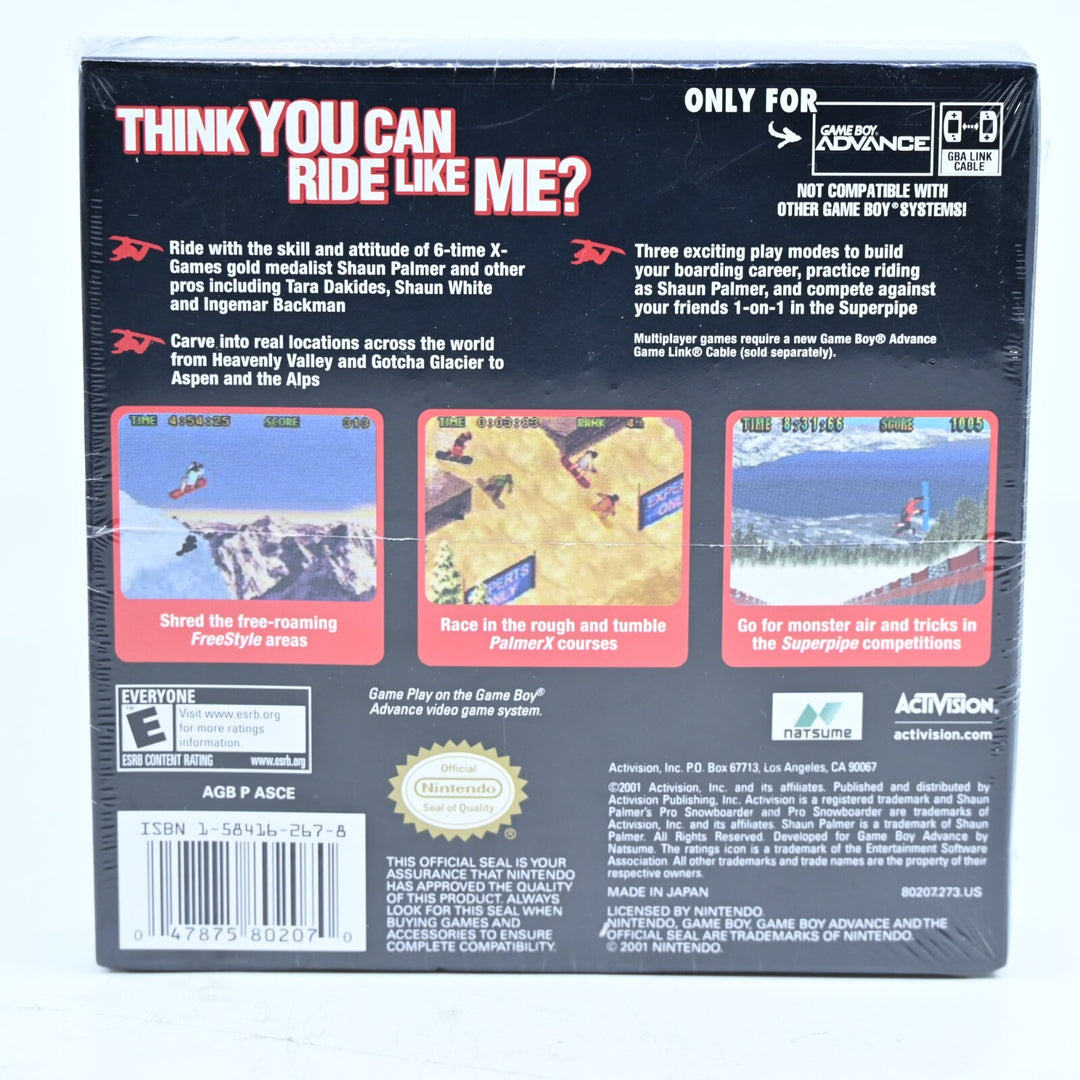 THINK YOU CAN
RIDE LIKE ME?
ONLY FOR
GAME BOY
ADVANCE
GBA LINK
CABLE
NOT COMPATIBLE WITH
OTHER GAME BOY® SYSTEMS!
Ride with the skill and attitude of 6-time X-
Games gold medalist Shaun Palmer and other
pros including Tara Dakides, Shaun White
and Ingemar Backman
Carve into real locations across the world
from Heavenly Valley and Gotcha Glacier to
Aspen and the Alps
Three exciting play modes to build
your boarding career, practice riding
as Shaun Palmer, and compete against
your friends 1-on-1 in the Superpipe
Multiplayer games require a new Game Boy® Advance
Game Link® Cable (sold separately).
TIME 4:54:25 SCORE 313
TIME 0:03:83 RANK
EXPE
ON
PERTS
NLY
TIME 8:31:66 SCORE 1005
Shred the free-roaming
FreeStyle areas
Race in the rough and tumble
PalmerX courses
Go for monster air and tricks in
the Superpipe competitions
EVERYONE
E
Visit www.esrb.org
for more ratings
information.
ESRB CONTENT RATING www.esrb.org
AGB P ASCE
Game Play on the Game Boy®
Advance video game system.
natsume
ACTIVISION®
activision.com
Official
Nintendo
Seal of Quality
®
THIS OFFICIAL SEAL IS YOUR
ASSURANCE THAT NINTENDO
HAS APPROVED THE QUALITY
OF THIS PRODUCT. ALWAYS
LOOK FOR THIS SEAL WHEN
BUYING GAMES AND
ACCESSORIES TO ENSURE
COMPLETE COMPATIBILITY.
ISBN 1-58416-267-8
0 47875 80207 0
Activision, Inc. P.O. Box 67713, Los Angeles, CA 90067
©2001 Activision, Inc. and its affiliates. Published and distributed by
Activision Publishing, Inc. Activision is a registered trademark and Shaun
Palmer's Pro Snowboarder and Pro Snowboarder are trademarks of
Activision, Inc. and its affiliates. Shaun Palmer is a trademark of Shaun
Palmer. All Rights Reserved. Developed for Game Boy Advance by
Natsume. The ratings icon is a trademark of the Entertainment Software
Association. All other trademarks and trade names are the property of their
respective owners.
MADE IN JAPAN 80207.273.US
LICENSED BY NINTENDO.
NINTENDO, GAME BOY, GAME BOY ADVANCE AND THE
OFFICIAL SEAL ARE TRADEMARKS OF NINTENDO.
© 2001 NINTENDO.